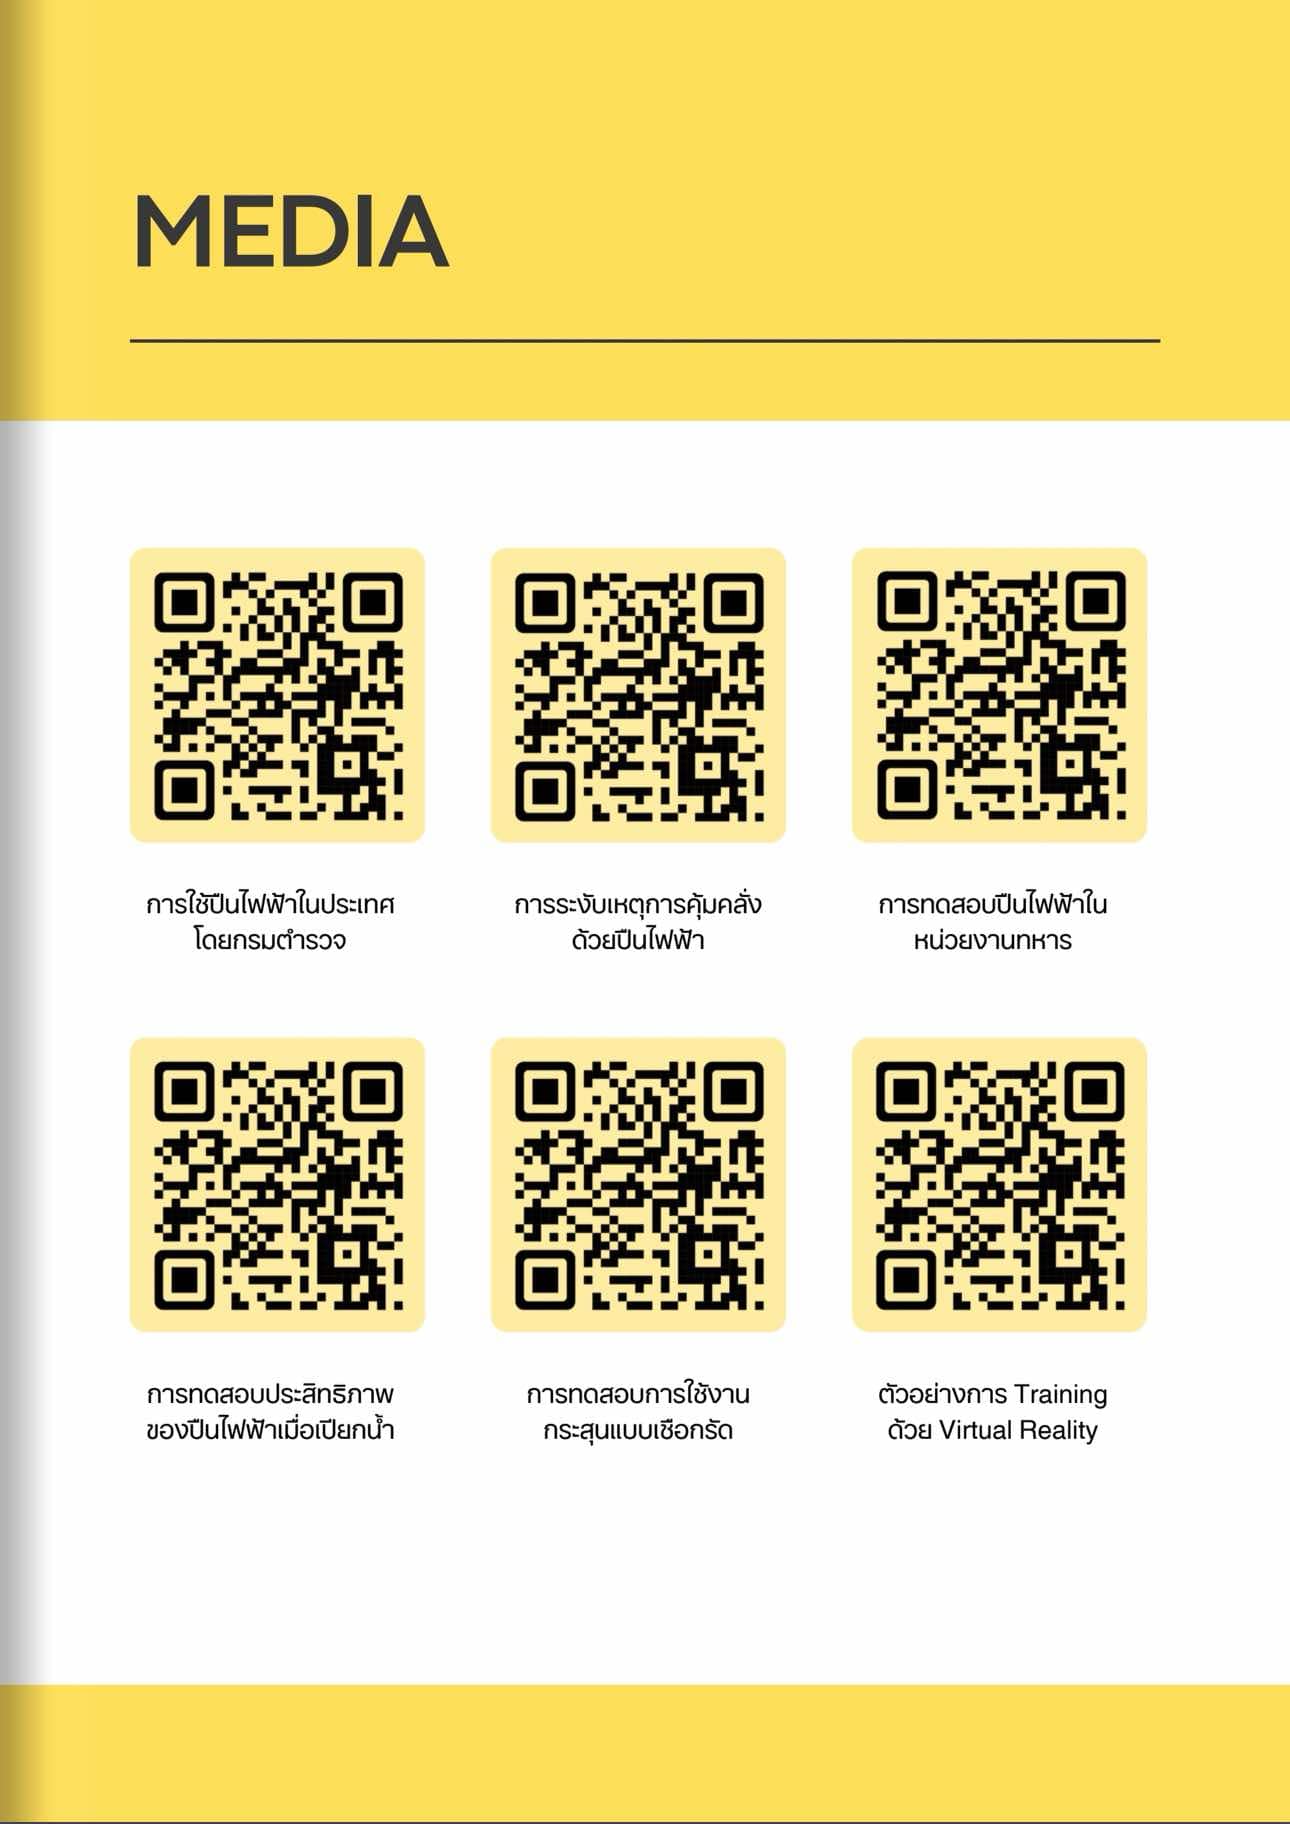 MEDIA
การใช้ปืนไฟฟ้าในประเทศ
โดยกรมตำรวจ
การระงับเหตุการคุ้มคลั่ง
ด้วยปืนไฟฟ้า
การทดสอบปืนไฟฟ้าใน
หน่วยงานทหาร
การทดสอบประสิทธิภาพ
ของปืนไฟฟ้าเมื่อเปียกน้ำ
การทดสอบการใช้งาน
กระสุนแบบเชือกรัด
ตัวอย่างการ Training
ด้วย Virtual Reality